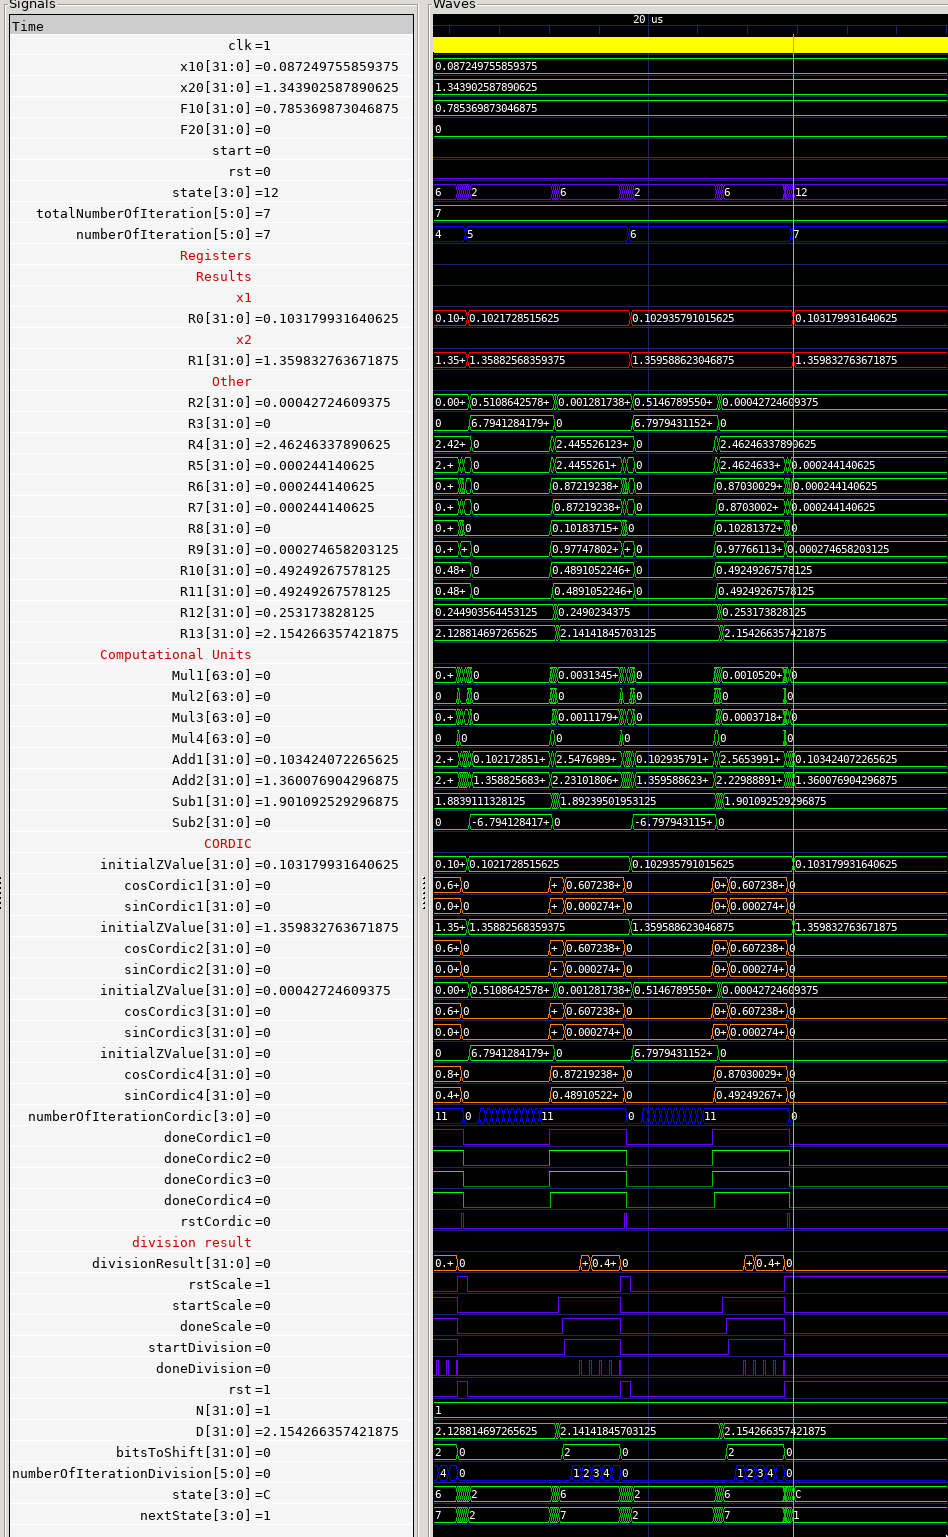 Signals Waves
Time 20 us
clk=1
x10[31:0]=0.087249755859375 0.087249755859375
x20[31:0]=1.343902587890625 1.343902587890625
F10[31:0]=0.785369873046875 0.785369873046875
F20[31:0]=0 0
start=0
rst=0
state[3:0]=12 6 2 6 2 6 12
totalNumberOfIteration[5:0]=7 7
numberOfIteration[5:0]=7 4 5 6 7
Registers
Results
x1
R0[31:0]=0.103179931640625 0.10+ 0.1021728515625 0.102935791015625 0.103179931640625
x2
R1[31:0]=1.359832763671875 1.35+ 1.35882568359375 1.359588623046875 1.359832763671875
Other
R2[31:0]=0.00042724609375 0.00+ 0.5108642578+ 0.001281738+ 0.5146789550+ 0.00042724609375
R3[31:0]=0 0 6.7941284179+ 0 6.7979431152+ 0
R4[31:0]=2.46246337890625 2.42+ 0 2.445526123+ 0 2.46246337890625
R5[31:0]=0.000244140625 2.+ 0 2.4455261+ 0 2.4624633+ 0.000244140625
R6[31:0]=0.000244140625 0.+ 0 0.87219238+ 0 0.87030029+ 0.000244140625
R7[31:0]=0.000244140625 0.+ 0 0.87219238+ 0 0.8703002+ 0.000244140625
R8[31:0]=0 0.+ 0 0.10183715+ 0 0.10281372+ 0
R9[31:0]=0.000274658203125 0.+ + 0 0.97747802+ + 0 0.97766113+ 0.000274658203125
R10[31:0]=0.49249267578125 0.48+ 0 0.4891052246+ 0 0.49249267578125
R11[31:0]=0.49249267578125 0.48+ 0 0.4891052246+ 0 0.49249267578125
R12[31:0]=0.253173828125 0.244903564453125 0.2490234375 0.253173828125
R13[31:0]=2.154266357421875 2.128814697265625 2.14141845703125 2.154266357421875
Computational Units
Mul1[63:0]=0 0.+ 0 0.0031345+ 0 0.0010520+ 0
Mul2[63:0]=0 0 0 0 0 0 0
Mul3[63:0]=0 0.+ 0 0.0011179+ 0 0.0003718+ 0
Mul4[63:0]=0 0 0 0 0 0 0
Add1[31:0]=0.103424072265625 2.+ 0.102172851+ 2.5476989+ 0.102935791+ 2.5653991+ 0.103424072265625
Add2[31:0]=1.360076904296875 2.+ 1.358825683+ 2.23101806+ 1.359588623+ 2.22988891+ 1.360076904296875
Sub1[31:0]=1.901092529296875 1.8839111328125 1.89239501953125 1.901092529296875
Sub2[31:0]=0 0 -6.794128417+ 0 -6.797943115+ 0
CORDIC
initialZValue[31:0]=0.103179931640625 0.10+ 0.1021728515625 0.102935791015625 0.103179931640625
cosCordic1[31:0]=0 0.6+ 0 + 0.607238+ 0 0+ 0.607238+ 0
sinCordic1[31:0]=0 0.0+ 0 + 0.000274+ 0 0+ 0.000274+ 0
initialZValue[31:0]=1.359832763671875 1.35+ 1.35882568359375 1.359588623046875 1.359832763671875
cosCordic2[31:0]=0 0.6+ 0 + 0.607238+ 0 0+ 0.607238+ 0
sinCordic2[31:0]=0 0.0+ 0 + 0.000274+ 0 0+ 0.000274+ 0
initialZValue[31:0]=0.00042724609375 0.00+ 0.5108642578+ 0.001281738+ 0.5146789550+ 0.00042724609375
cosCordic3[31:0]=0 0.6+ 0 + 0.607238+ 0 0+ 0.607238+ 0
sinCordic3[31:0]=0 0.0+ 0 + 0.000274+ 0 0+ 0.000274+ 0
initialZValue[31:0]=0 0 6.7941284179+ 0 6.7979431152+ 0
cosCordic4[31:0]=0 0.8+ 0 0.87219238+ 0 0.87030029+ 0
sinCordic4[31:0]=0 0.4+ 0 0.48910522+ 0 0.49249267+ 0
numberOfIterationCordic[3:0]=0 11 0 11 0 11 0
doneCordic1=0
doneCordic2=0
doneCordic3=0
doneCordic4=0
rstCordic=0
division result
divisionResult[31:0]=0 0.+ 0 + 0.4+ 0 + 0.4+ 0
rstScale=1
startScale=0
doneScale=0
startDivision=0
doneDivision=0
rst=1
N[31:0]=1 1
D[31:0]=2.154266357421875 2.128814697265625 2.14141845703125 2.154266357421875
bitsToShift[31:0]=0 2 0 2 0 2 0
numberOfIterationDivision[5:0]=0 4 0 1 2 3 4 0 1 2 3 4 0
state[3:0]=C 6 2 6 2 6 C
nextState[3:0]=1 7 2 7 2 7 1